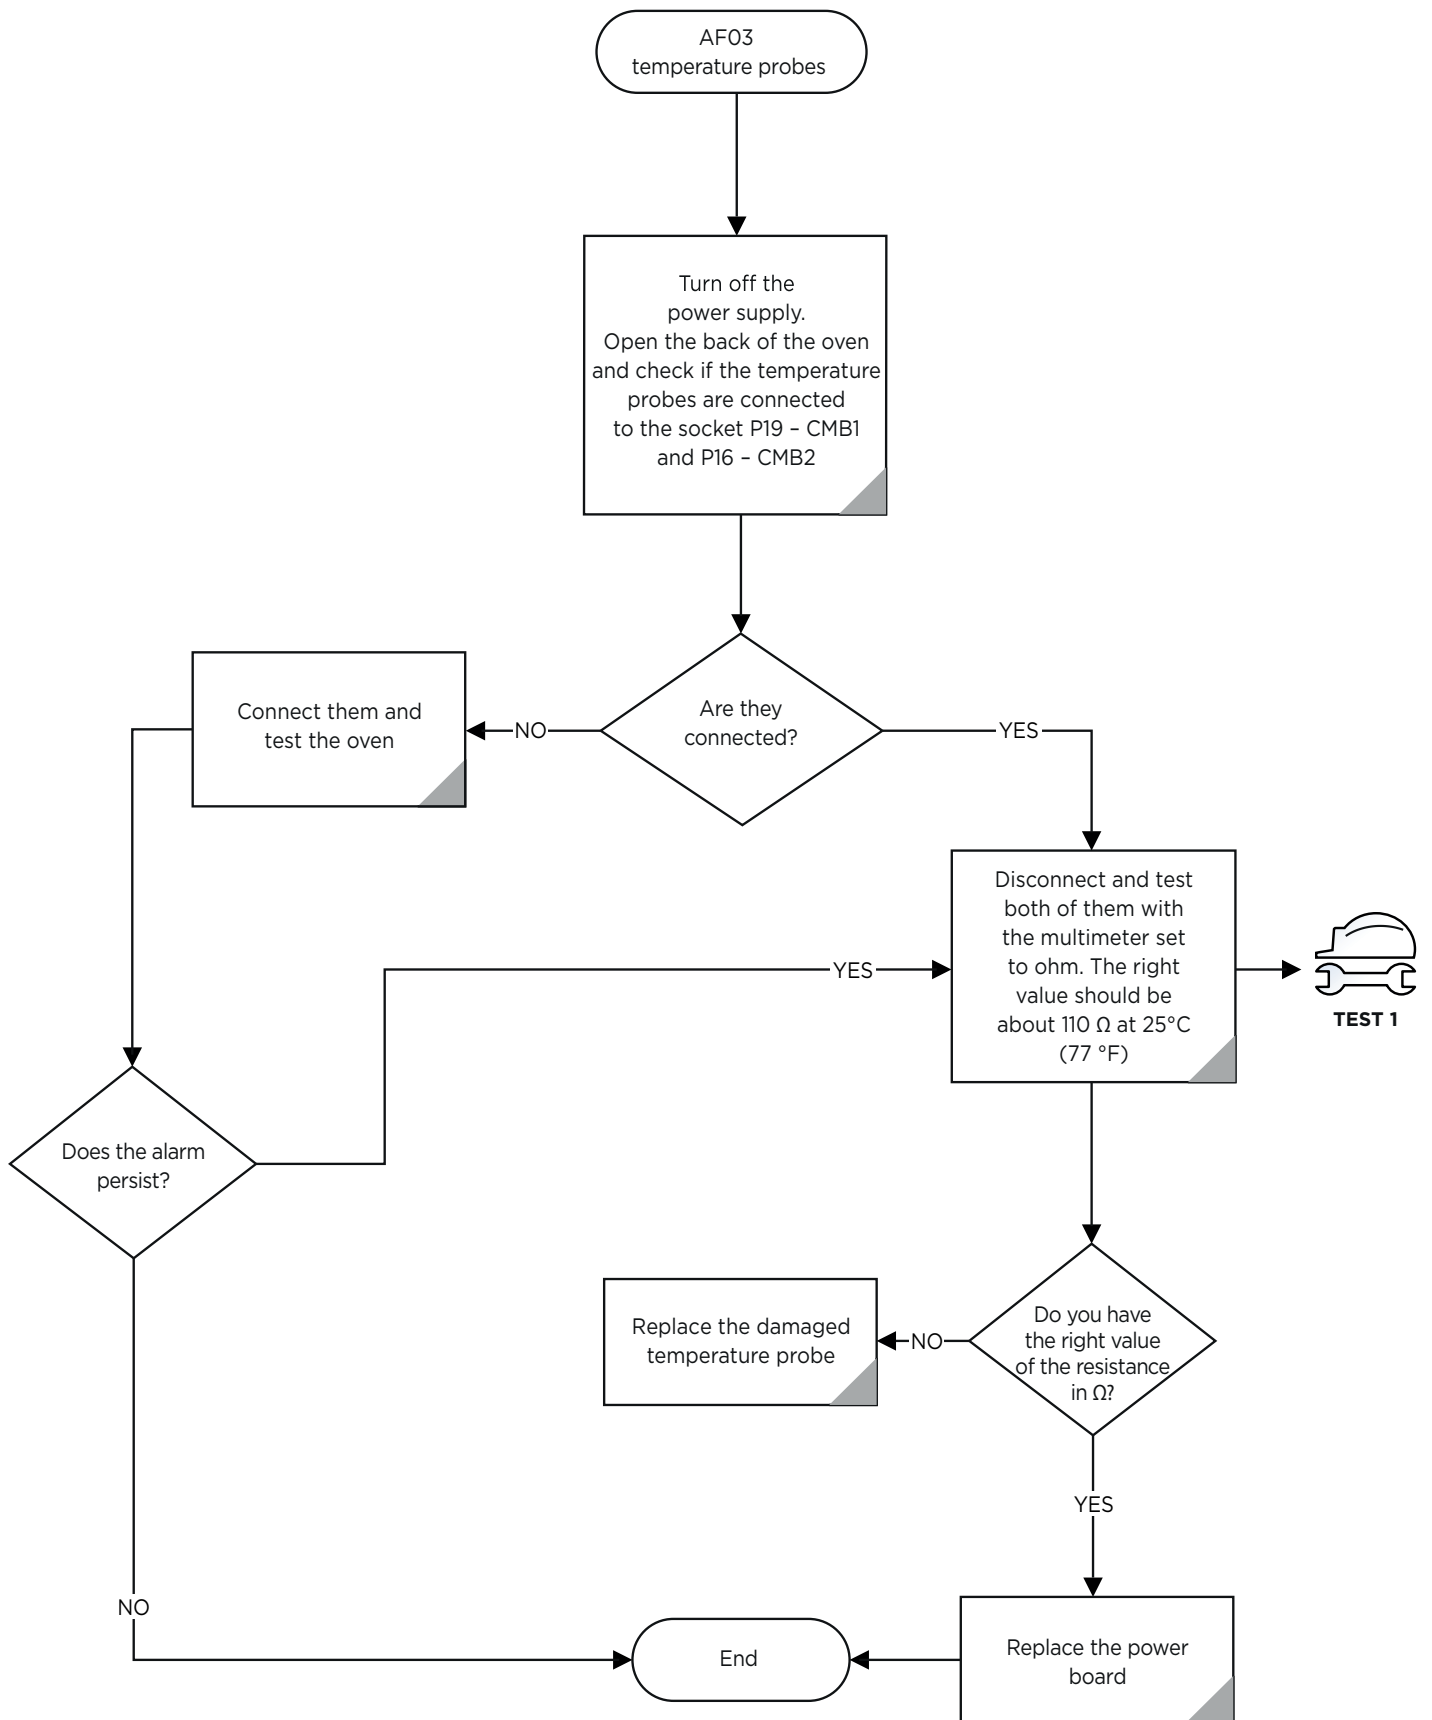 AF03
temperature probes
Turn off the
power supply.
Open the back of the oven
and check if the temperature
probes are connected
to the socket P19 – CMB1
and P16 – CMB2
Are they
connected?
NO
YES
Connect them and
test the oven
Disconnect and test
both of them with
the multimeter set
to ohm. The right
value should be
about 110 Ω at 25°C
(77 °F)
TEST 1
YES
Does the alarm
persist?
Do you have
the right value
of the resistance
in Ω?
NO
Replace the damaged
temperature probe
YES
NO
End
Replace the power
board